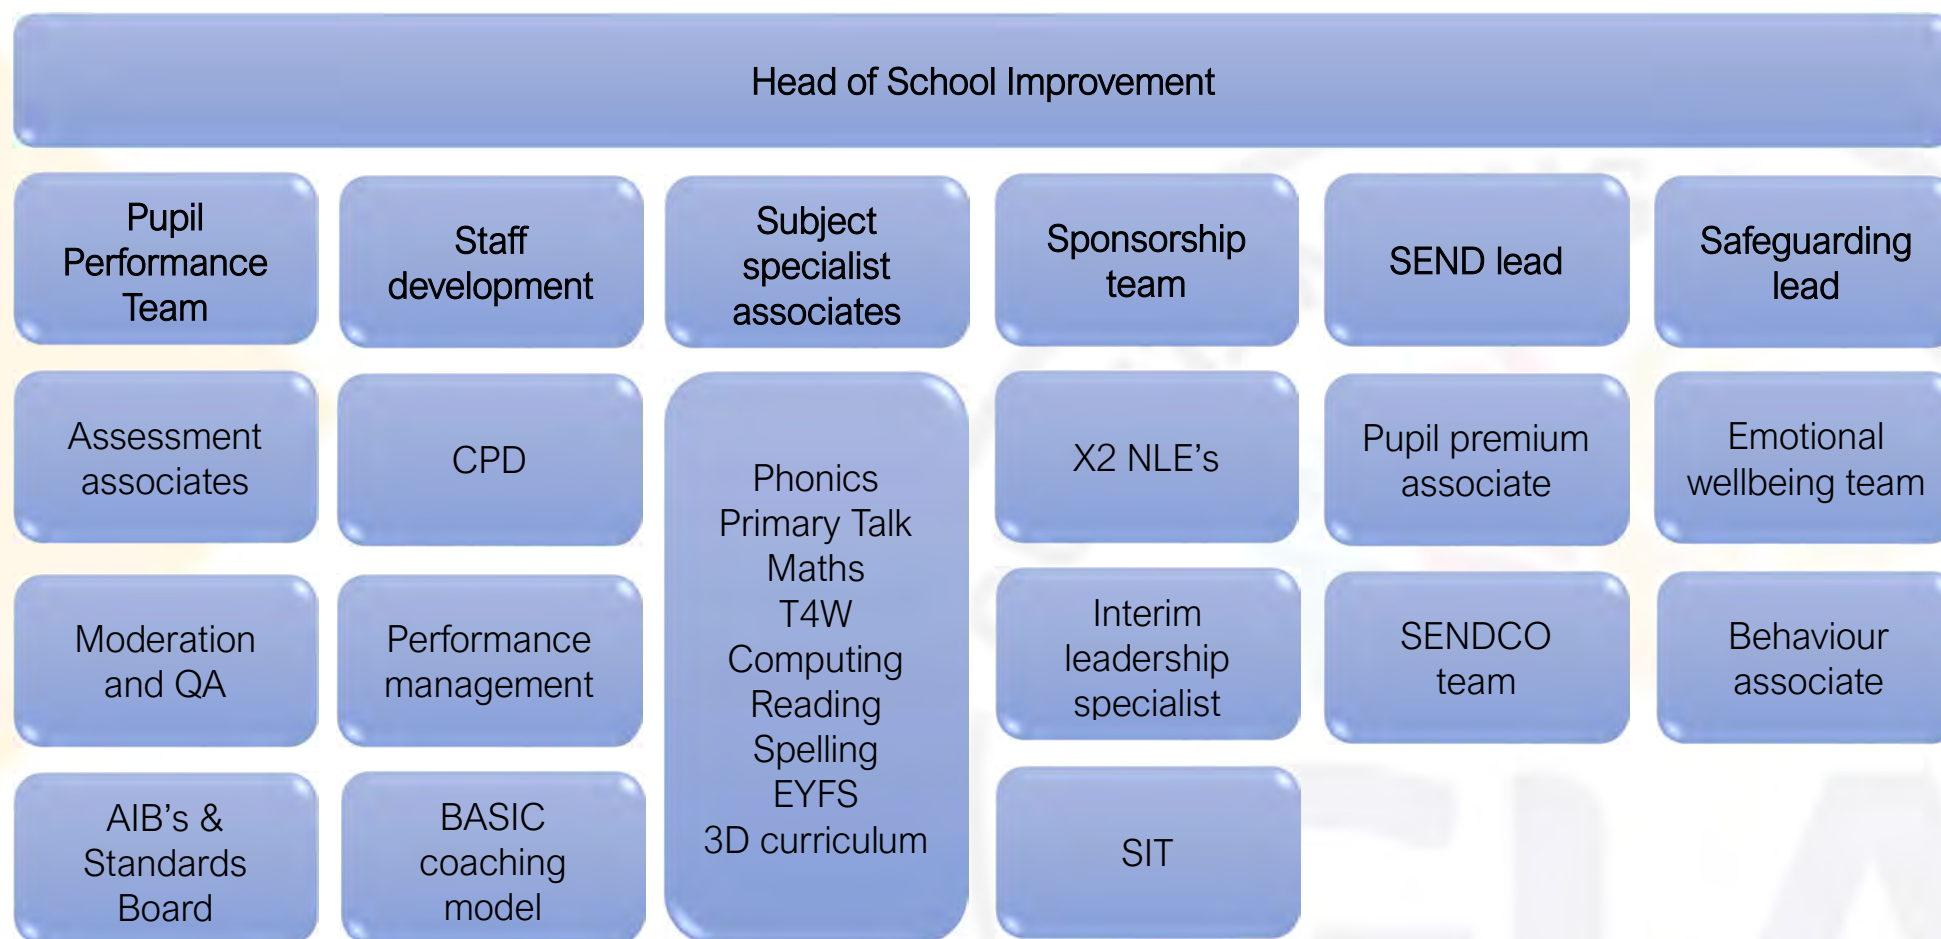 Head of School Improvement
Pupil
Performance
Team
Staff
development
Subject
specialist
associates
Sponsorship
team
SEND lead
Safeguarding
lead
Assessment
associates
CPD
Phonics
Primary Talk
Maths
T4W
Computing
Reading
Spelling
EYFS
3D curriculum
X2 NLE’s
Pupil premium
associate
Emotional
wellbeing team
Moderation
and QA
Performance
management
Interim
leadership
specialist
SENDCO
team
Behaviour
associate
AIB’s &
Standards
Board
BASIC
coaching
model
SIT